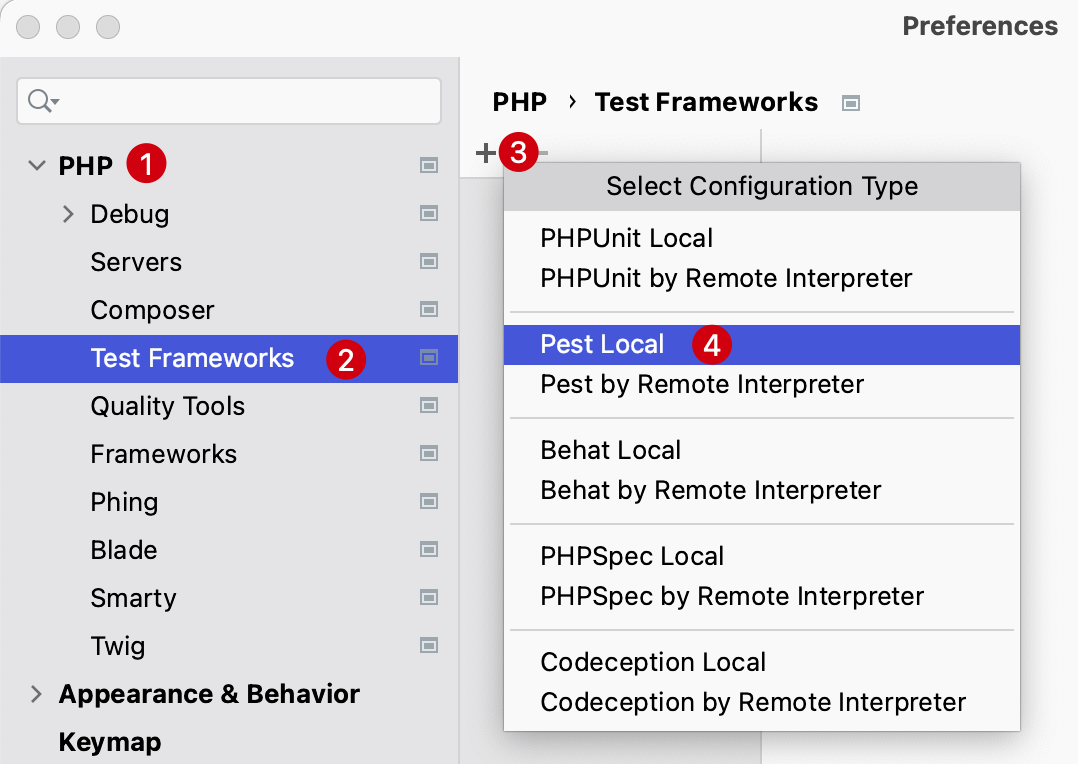 Preferences
PHP 1
Debug
Servers
Composer
Test Frameworks 2
Quality Tools
Frameworks
Phing
Blade
Smarty
Twig
Appearance & Behavior
Keymap
PHP › Test Frameworks
+ 3 −
Select Configuration Type
PHPUnit Local
PHPUnit by Remote Interpreter
Pest Local 4
Pest by Remote Interpreter
Behat Local
Behat by Remote Interpreter
PHPSpec Local
PHPSpec by Remote Interpreter
Codeception Local
Codeception by Remote Interpreter